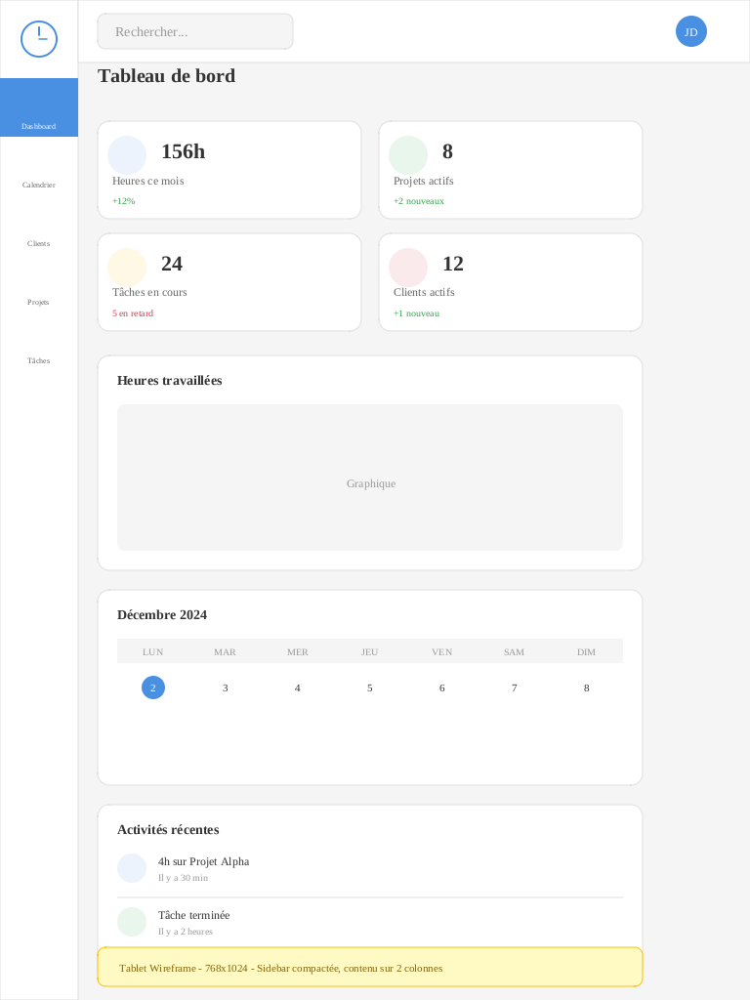 Rechercher...
JD
Tableau de bord
Dashboard
Calendrier
Clients
Projets
Tâches
156h
Heures ce mois
+12%
8
Projets actifs
+2 nouveaux
24
Tâches en cours
5 en retard
12
Clients actifs
+1 nouveau
Heures travaillées
Graphique
Décembre 2024
LUN MAR MER JEU VEN SAM DIM
2 3 4 5 6 7 8
Activités récentes
4h sur Projet Alpha
Il y a 30 min
Tâche terminée
Il y a 2 heures
Tablet Wireframe - 768x1024 - Sidebar compactée, contenu sur 2 colonnes